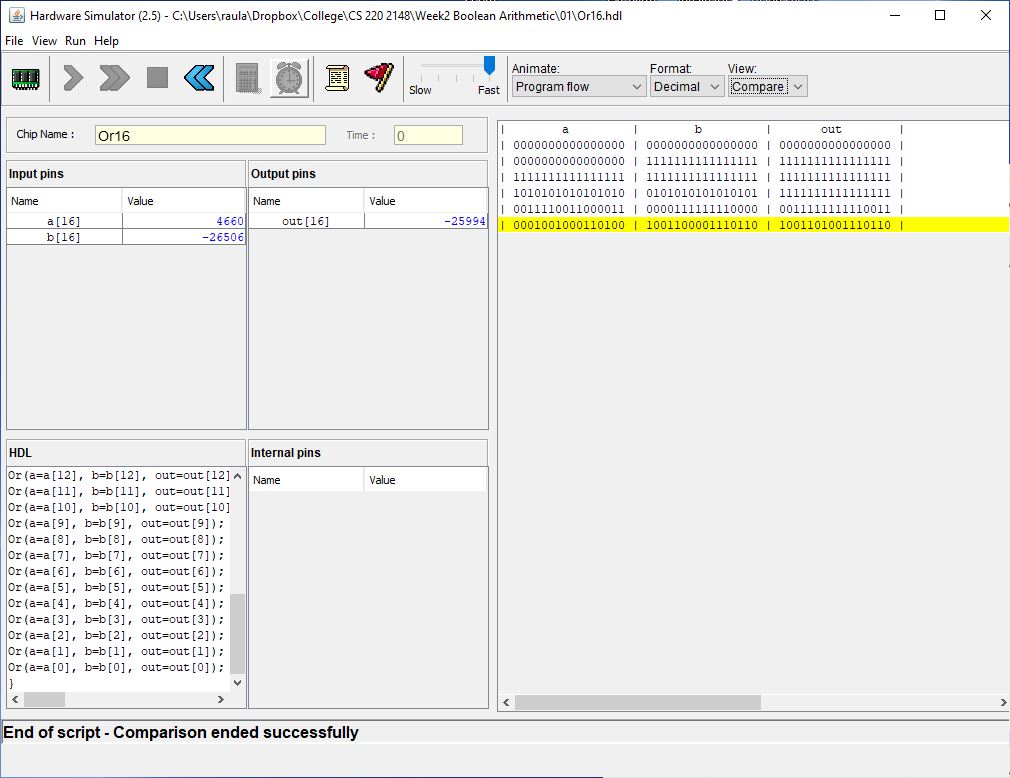 Hardware Simulator (2.5) - C:\Users\raula\Dropbox\College\CS 220 2148\Week2 Boolean Arithmetic\01\Or16.hdl
File View Run Help
Slow Fast
Animate: Format: View:
Program flow Decimal Compare
Chip Name : Or16 Time : 0
Input pins
Name Value
a[16] 4660
b[16] -26506
Output pins
Name Value
out[16] -25994
HDL
Or(a=a[12], b=b[12], out=out[12]
Or(a=a[11], b=b[11], out=out[11]
Or(a=a[10], b=b[10], out=out[10]
Or(a=a[9], b=b[9], out=out[9]);
Or(a=a[8], b=b[8], out=out[8]);
Or(a=a[7], b=b[7], out=out[7]);
Or(a=a[6], b=b[6], out=out[6]);
Or(a=a[5], b=b[5], out=out[5]);
Or(a=a[4], b=b[4], out=out[4]);
Or(a=a[3], b=b[3], out=out[3]);
Or(a=a[2], b=b[2], out=out[2]);
Or(a=a[1], b=b[1], out=out[1]);
Or(a=a[0], b=b[0], out=out[0]);
}
Internal pins
Name Value
| a | b | out |
| 0000000000000000 | 0000000000000000 | 0000000000000000 |
| 0000000000000000 | 1111111111111111 | 1111111111111111 |
| 1111111111111111 | 1111111111111111 | 1111111111111111 |
| 1010101010101010 | 0101010101010101 | 1111111111111111 |
| 0011110011000011 | 0000111111110000 | 0011111111110011 |
| 0001001000110100 | 1001100001110110 | 1001101001110110 |
End of script - Comparison ended successfully